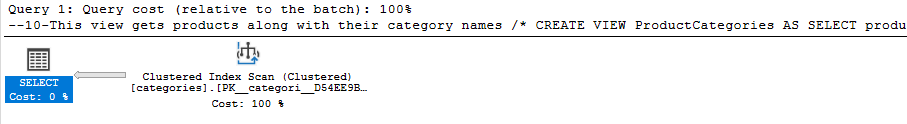 Query 1: Query cost (relative to the batch): 100%
--10-This view gets products along with their category names /* CREATE VIEW ProductCategories AS SELECT produ
SELECT
Cost: 0 %
Clustered Index Scan (Clustered)
[categories].[PK__categori__D54EE9B…
Cost: 100 %